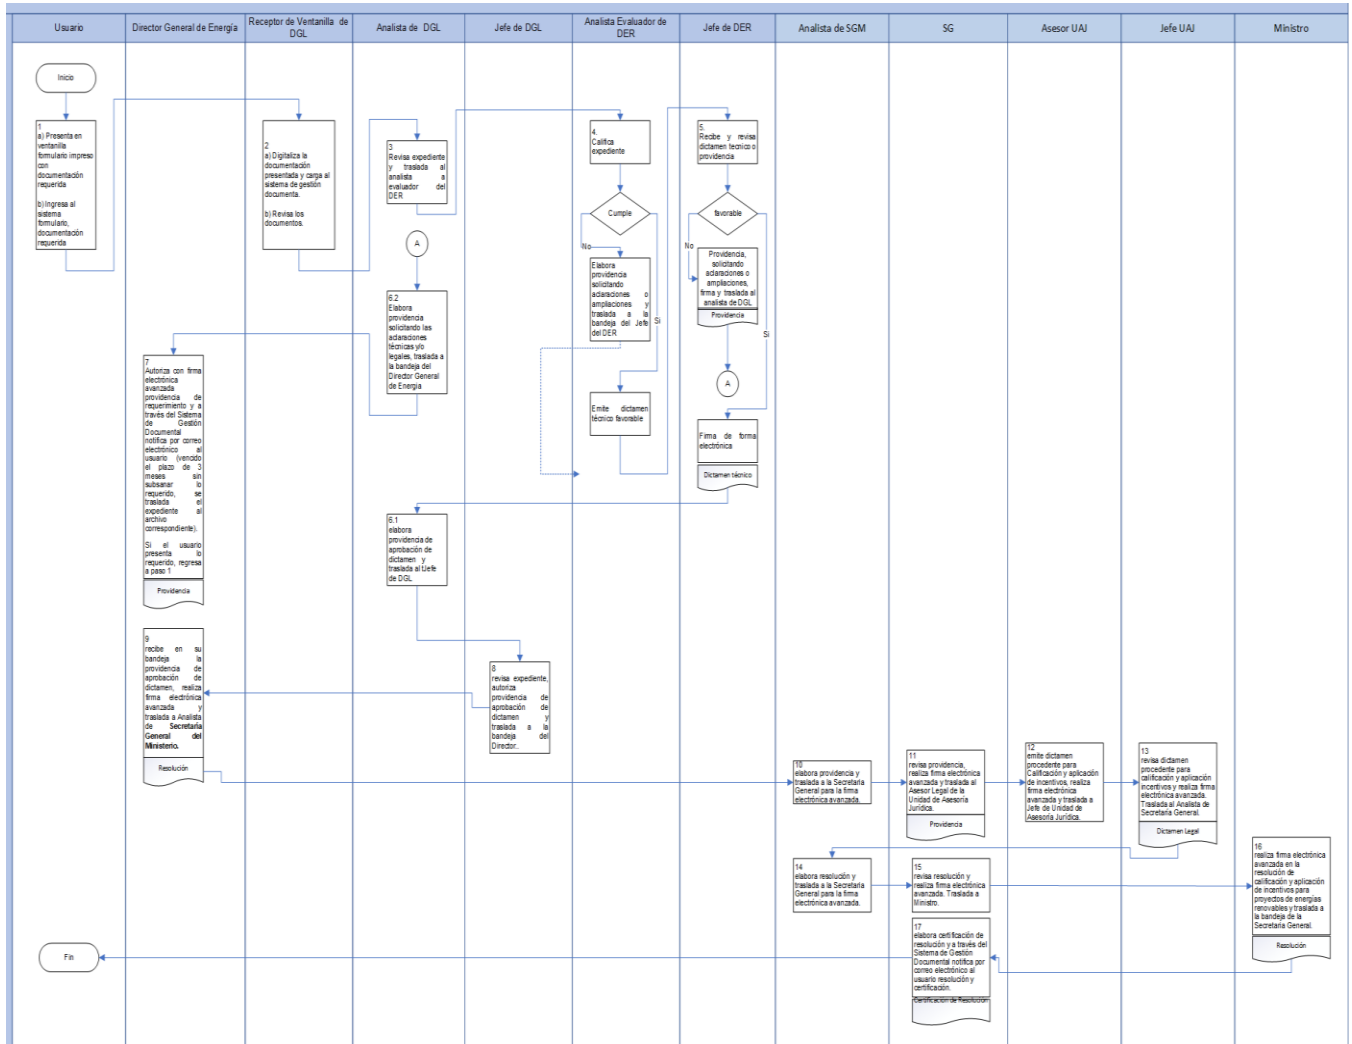 Usuario
Director General de Energía
Receptor de Ventanilla de
DGL
Analista de DGL
Jefe de DGL
Analista Evaluador de
DER
Jefe de DER
Analista de SGM
SG
Asesor UAJ
Jefe UAJ
Ministro
Inicio
1
a) Presenta en
ventanilla
formulario impreso
con
documentación
requerida
b) Ingresa al
sistema
formulario,
documentación
requerida
2
a) Digitaliza la
documentación
presentada y carga al
sistema de gestión
documenta.
b) Revisa los
documentos.
3
Revisa expediente
y traslada al
analista a
evaluador del
DER
4.
Califica
expediente
Cumple
No
Si
Elabora
providencia
solicitando
aclaraciones o
ampliaciones y
traslada a la
bandeja del Jefe
del DER
Emite dictamen
técnico favorable
5.
Recibe y revisa
dictamen tecnico o
providencia
favorable
No
Si
Providencia,
solicitando
aclaraciones o
ampliaciones,
firma y traslada al
analista de DGL
Providencia
A
Firma de forma
electrónica
Dictamen técnico
A
6.2
Elabora
providencia
solicitando las
aclaraciones
técnicas y/o
legales, traslada a
la bandeja del
Director General
de Energia
7
Autoriza con firma
electrónica
avanzada
providencia de
requerimiento y a
través del Sistema
de Gestión
Documental
notifica por correo
electrónico al
usuario (vencido
el plazo de 3
meses sin
subsanar lo
requerido, se
traslada el
expediente al
archivo
correspondiente).
Si el usuario
presenta lo
requerido, regresa
a paso 1
Providencia
6.1
elabora
providencia de
aprobación de
dictamen y
traslada al tJefe
de DGL
8
revisa expediente,
autoriza
providencia de
aprobación de
dictamen y
traslada a la
bandeja del
Director..
9
recibe en su
bandeja la
providencia de
aprobación de
dictamen, realiza
firma electrónica
avanzada y
traslada a Analista
de Secretaría
General del
Ministerio.
Resolución
10
elabora providencia y
traslada a la Secretaria
General para la firma
electrónica avanzada.
11
revisa providencia,
realiza firma electrónica
avanzada y traslada al
Asesor Legal de la
Unidad de Asesoría
Jurídica.
Providencia
12
emite dictamen
procedente para
Calificación y aplicación
de incentivos, realiza
firma electrónica
avanzada y traslada a
Jefe de Unidad de
Asesoría Jurídica.
13
revisa dictamen
procedente para
calificación y aplicación
incentivos y realiza firma
electrónica avanzada.
Traslada al Analista de
Secretaría General.
Dictamen Legal
14
elabora resolución y
traslada a la Secretaria
General para la firma
electrónica avanzada.
15
revisa resolución y
realiza firma electrónica
avanzada. Traslada a
Ministro.
16
realiza firma electrónica
avanzada en la
resolución de
calificación y aplicación
de incentivos para
proyectos de energías
renovables y traslada a
la bandeja de la
Secretaria General.
Resolución
17
elabora certificación de
resolución y a través del
Sistema de Gestión
Documental notifica por
correo electrónico al
usuario resolución y
certificación.
Certificación de Resolución
Fin